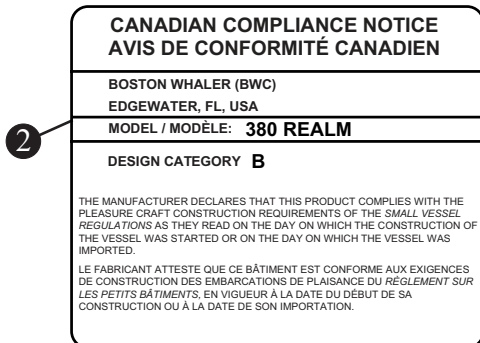 CANADIAN COMPLIANCE NOTICE
AVIS DE CONFORMITÉ CANADIEN
BOSTON WHALER (BWC)
EDGEWATER, FL, USA
2
MODEL / MODÈLE: 380 REALM
DESIGN CATEGORY B
THE MANUFACTURER DECLARES THAT THIS PRODUCT COMPLIES WITH THE
PLEASURE CRAFT CONSTRUCTION REQUIREMENTS OF THE SMALL VESSEL
REGULATIONS AS THEY READ ON THE DAY ON WHICH THE CONSTRUCTION OF
THE VESSEL WAS STARTED OR ON THE DAY ON WHICH THE VESSEL WAS
IMPORTED.
LE FABRICANT ATTESTE QUE CE BÂTIMENT EST CONFORME AUX EXIGENCES
DE CONSTRUCTION DES EMBARCATIONS DE PLAISANCE DU RÈGLEMENT SUR
LES PETITS BÂTIMENTS, EN VIGUEUR À LA DATE DU DÉBUT DE SA
CONSTRUCTION OU À LA DATE DE SON IMPORTATION.